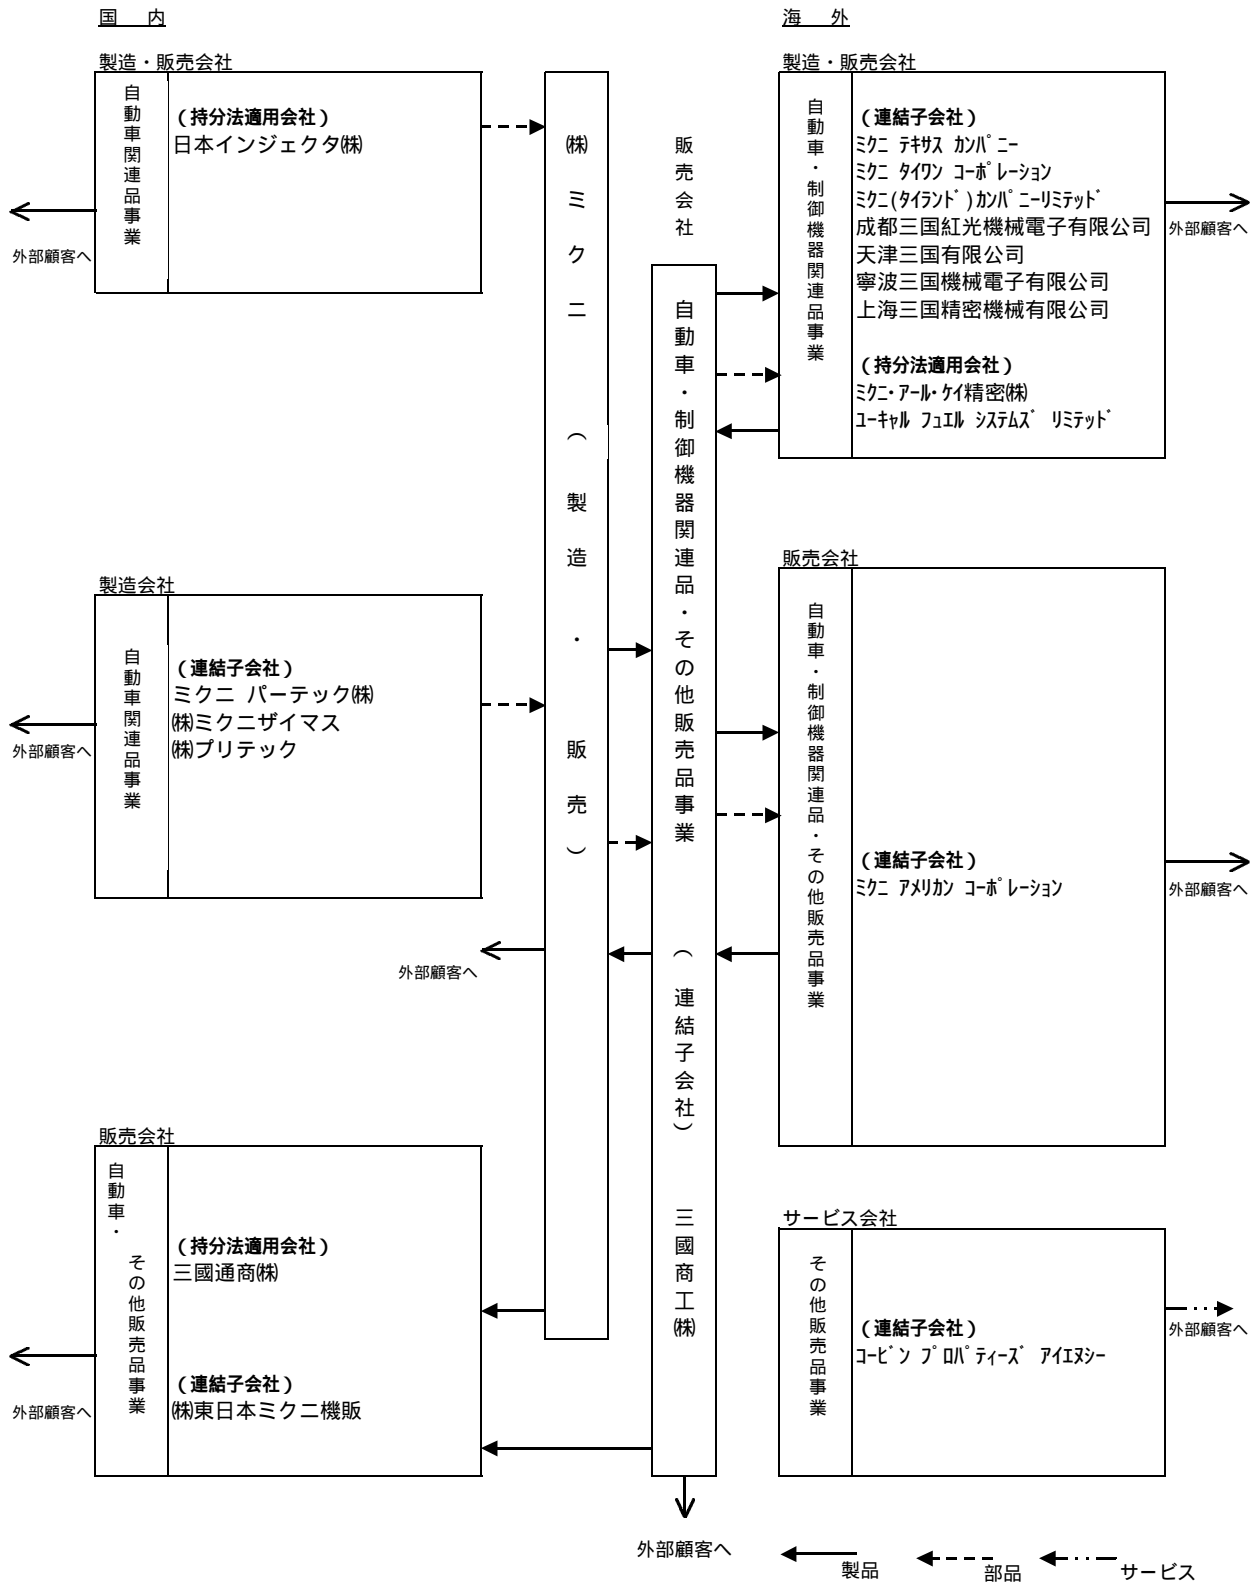 国 内
製造・販売会社
自動車関連品事業
(持分法適用会社)
日本インジェクタ㈱
外部顧客へ
製造会社
自動車関連品事業
(連結子会社)
ミクニ パーテック㈱
㈱ミクニザイマス
㈱プリテック
外部顧客へ
外部顧客へ
販売会社
自動車・
その他販売品事業
(持分法適用会社)
三國通商㈱
(連結子会社)
㈱東日本ミクニ機販
外部顧客へ
㈱ミクニ(製造・販売)
販売会社
自動車・制御機器関連品・その他販売品事業(連結子会社) 三國商工㈱
外部顧客へ
海 外
製造・販売会社
自動車・制御機器関連品事業
(連結子会社)
ミクニ テキサス カンパニー
ミクニ タイワン コーポレーション
ミクニ(タイランド)カンパニーリミテッド
成都三国紅光機械電子有限公司
天津三国有限公司
寧波三国機械電子有限公司
上海三国精密機械有限公司
(持分法適用会社)
ミクニ・アール・ケイ精密㈱
ユーキャル フュエル システムズ リミテッド
外部顧客へ
販売会社
自動車・制御機器関連品・その他販売品事業
(連結子会社)
ミクニ アメリカン コーポレーション
外部顧客へ
サービス会社
その他販売品事業
(連結子会社)
コービン プロパティーズ アイエヌシー
外部顧客へ
製品
部品
サービス